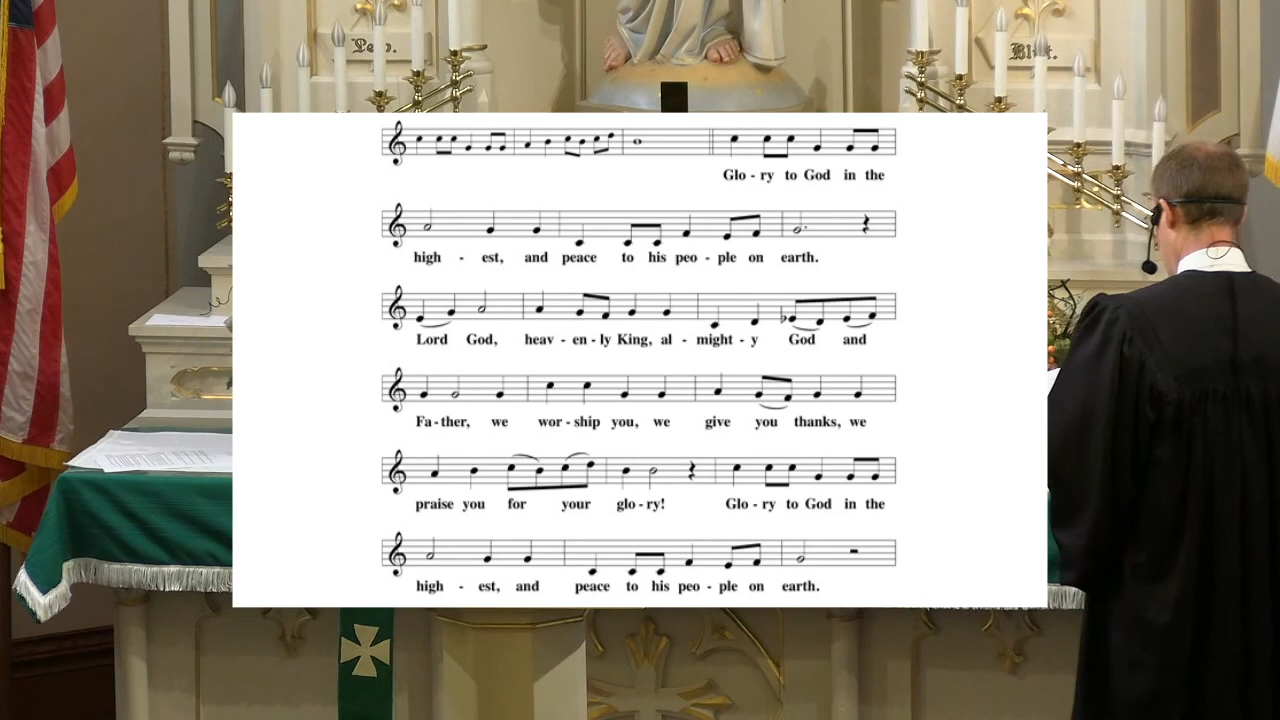 Glo - ry to God in the
high - est, and peace to his peo - ple on earth.
Lord God, heav - en - ly King, al - might - y God and
Fa - ther, we wor - ship you, we give you thanks, we
praise you for your glo - ry! Glo - ry to God in the
high - est, and peace to his peo - ple on earth.